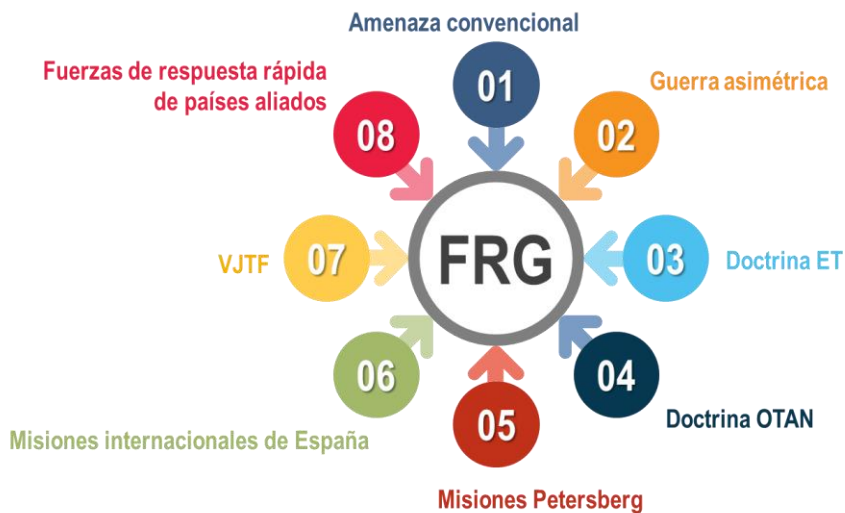 Amenaza convencional
01
Guerra asimétrica
02
Doctrina ET
03
Doctrina OTAN
04
Misiones Petersberg
05
Misiones internacionales de España
06
VJTF
07
Fuerzas de respuesta rápida
de países aliados
08
FRG